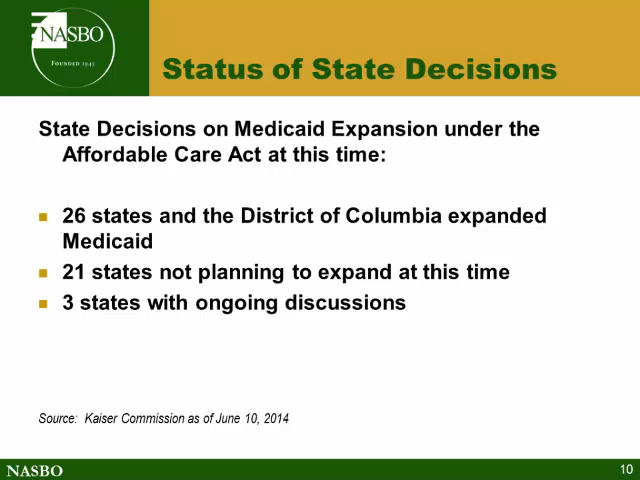 NASBO
FOUNDED 1945
Status of State Decisions
State Decisions on Medicaid Expansion under the
Affordable Care Act at this time:
26 states and the District of Columbia expanded
Medicaid
21 states not planning to expand at this time
3 states with ongoing discussions
Source: Kaiser Commission as of June 10, 2014
NASBO
10